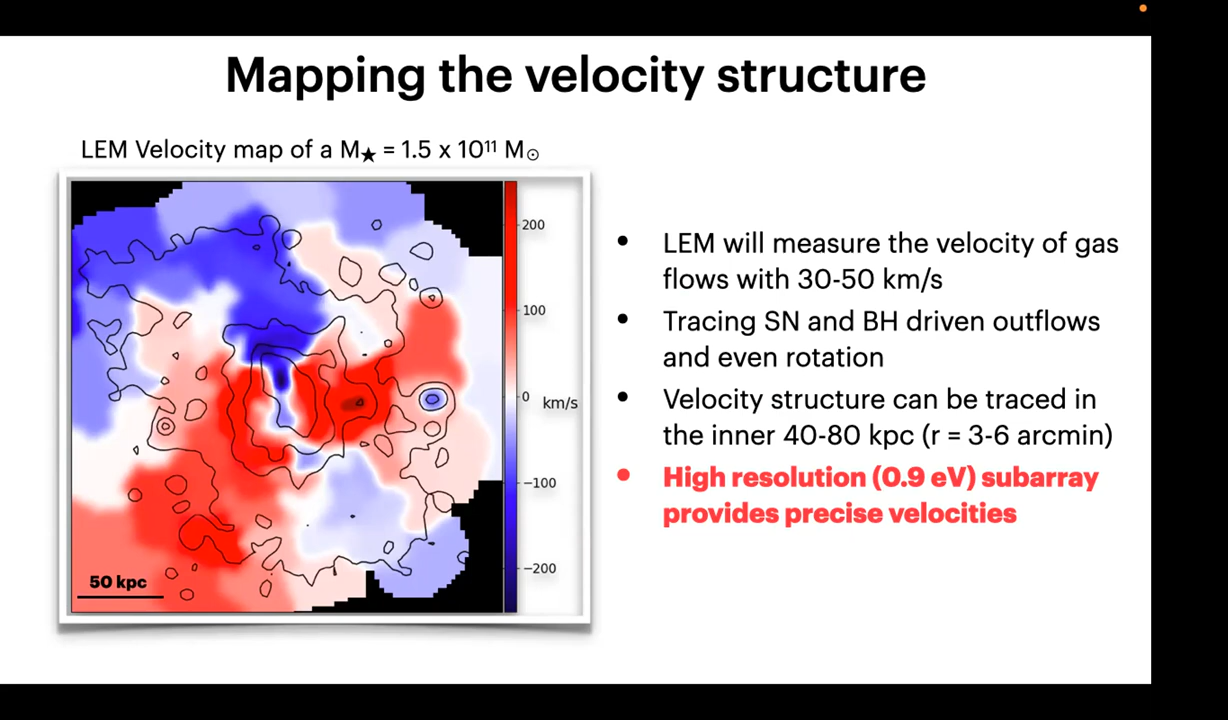 Mapping the velocity structure
LEM Velocity map of a M★ = 1.5 x 10¹¹ M⊙
200
100
0
km/s
−100
−200
50 kpc
• LEM will measure the velocity of gas
flows with 30-50 km/s
• Tracing SN and BH driven outflows
and even rotation
• Velocity structure can be traced in
the inner 40-80 kpc (r = 3-6 arcmin)
• High resolution (0.9 eV) subarray
provides precise velocities